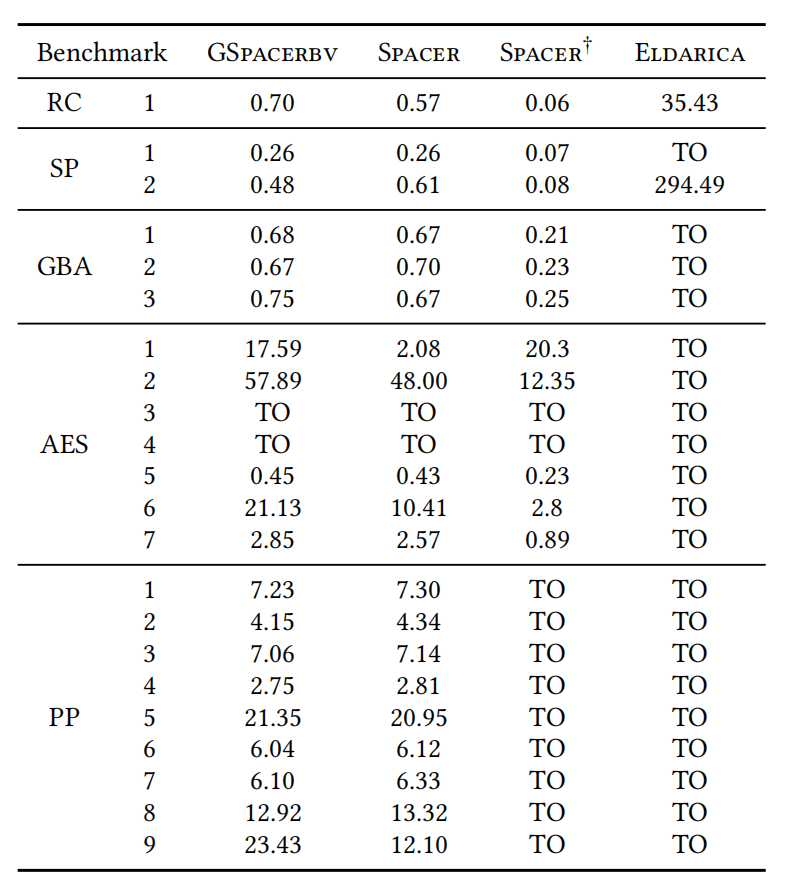 Benchmark GSpacerbv Spacer Spacer† Eldarica
RC 1 0.70 0.57 0.06 35.43
SP 1 0.26 0.26 0.07 TO
2 0.48 0.61 0.08 294.49
GBA 1 0.68 0.67 0.21 TO
2 0.67 0.70 0.23 TO
3 0.75 0.67 0.25 TO
AES 1 17.59 2.08 20.3 TO
2 57.89 48.00 12.35 TO
3 TO TO TO TO
4 TO TO TO TO
5 0.45 0.43 0.23 TO
6 21.13 10.41 2.8 TO
7 2.85 2.57 0.89 TO
PP 1 7.23 7.30 TO TO
2 4.15 4.34 TO TO
3 7.06 7.14 TO TO
4 2.75 2.81 TO TO
5 21.35 20.95 TO TO
6 6.04 6.12 TO TO
7 6.10 6.33 TO TO
8 12.92 13.32 TO TO
9 23.43 12.10 TO TO